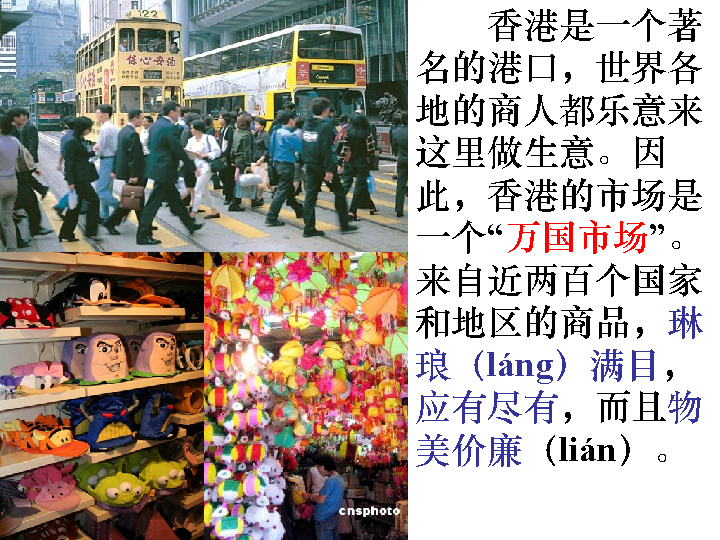 香港是一个著
名的港口，世界各
地的商人都乐意来
这里做生意。因
此，香港的市场是
一个“万国市场”。
来自近两百个国家
和地区的商品，琳
琅（láng）满目，
应有尽有，而且物
美价廉（lián）。
122
保心安油
cnsphoto